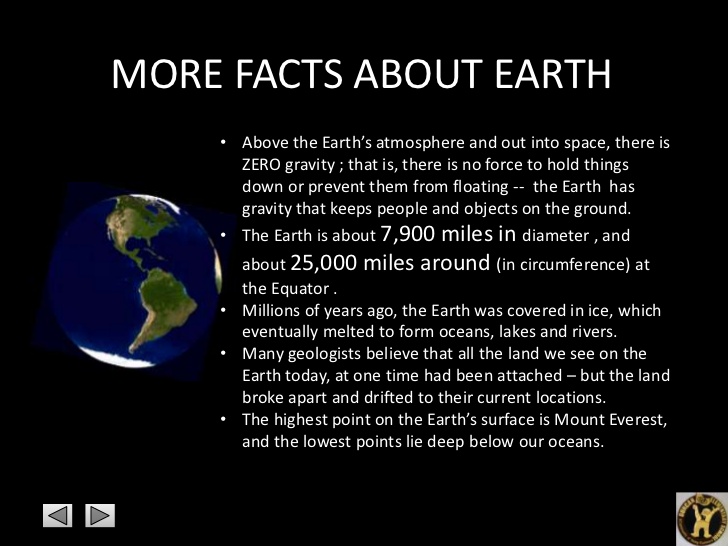 MORE FACTS ABOUT EARTH
• Above the Earth's atmosphere and out into space, there is
ZERO gravity ; that is, there is no force to hold things
down or prevent them from floating -- the Earth has
gravity that keeps people and objects on the ground.
• The Earth is about 7,900 miles in diameter , and
about 25,000 miles around (in circumference) at
the Equator .
• Millions of years ago, the Earth was covered in ice, which
eventually melted to form oceans, lakes and rivers.
• Many geologists believe that all the land we see on the
Earth today, at one time had been attached – but the land
broke apart and drifted to their current locations.
• The highest point on the Earth's surface is Mount Everest,
and the lowest points lie deep below our oceans.